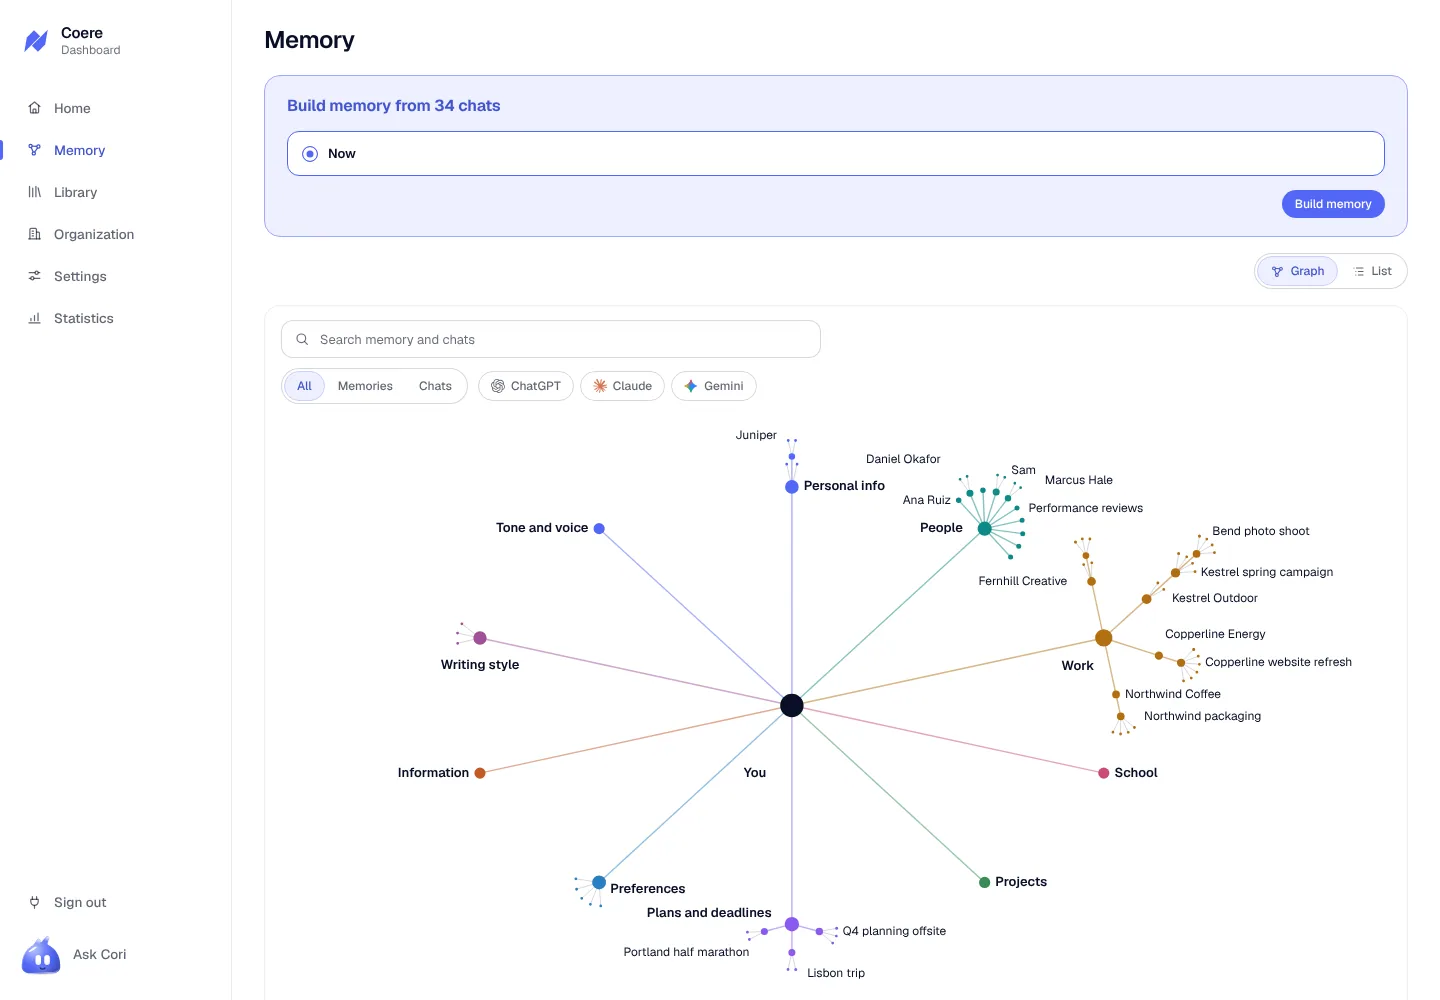 Coere
Dashboard
Home
Memory
Library
Organization
Settings
Statistics
Sign out
Ask Cori
Memory
Build memory from 34 chats
Now
Build memory
Graph
List
Search memory and chats
All
Memories
Chats
ChatGPT
Claude
Gemini
Juniper
Personal info
Daniel Okafor
Sam
Marcus Hale
Ana Ruiz
Performance reviews
People
Tone and voice
Bend photo shoot
Fernhill Creative
Kestrel spring campaign
Kestrel Outdoor
Copperline Energy
Copperline website refresh
Work
Writing style
Northwind Coffee
Northwind packaging
Information
You
School
Preferences
Projects
Plans and deadlines
Q4 planning offsite
Portland half marathon
Lisbon trip